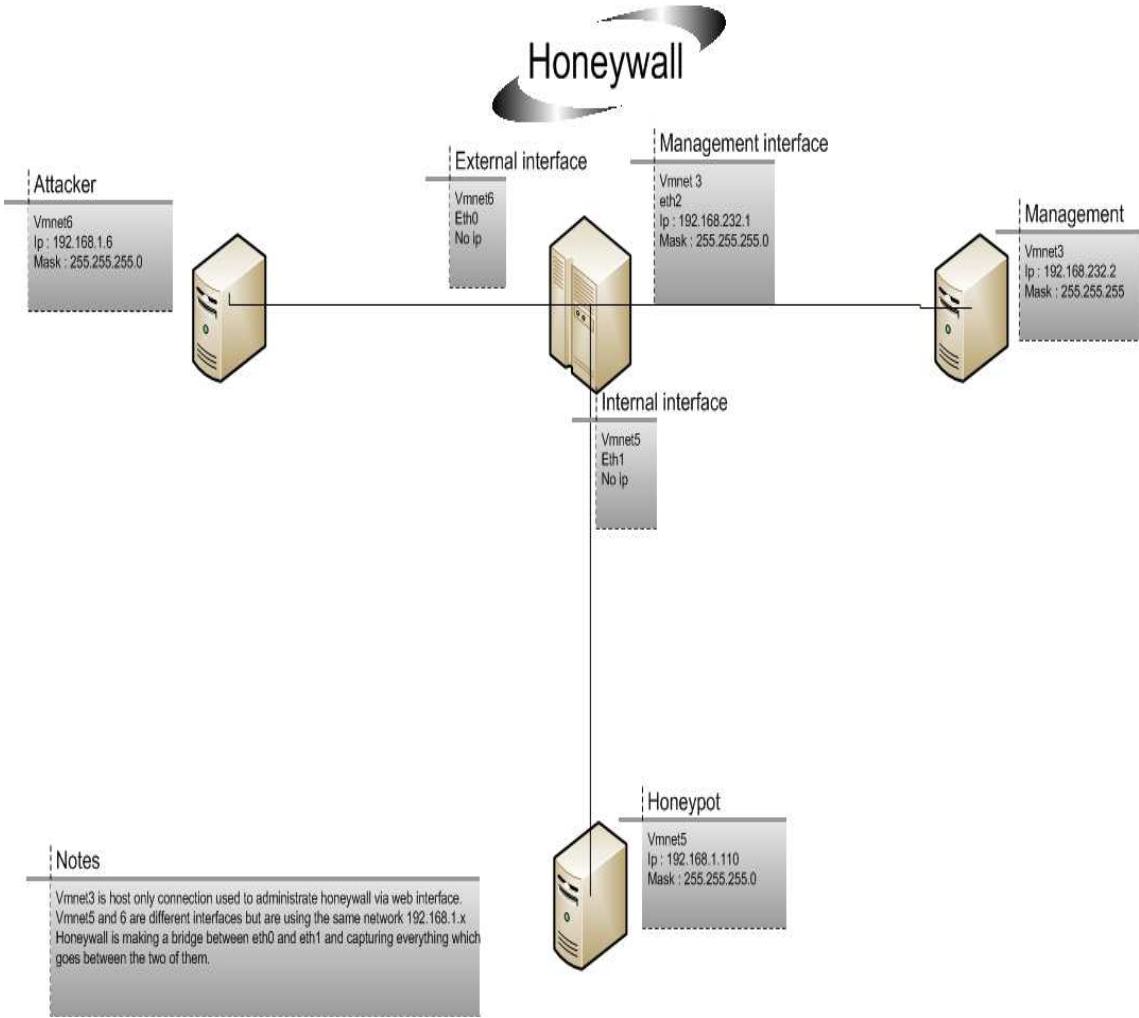 Honeywall
Attacker
Vmnet6
Ip : 192.168.1.6
Mask : 255.255.255.0
External interface
Vmnet6
Eth0
No ip
Management interface
Vmnet 3
eth2
Ip : 192.168.232.1
Mask : 255.255.255.0
Management
Vmnet3
Ip : 192.168.232.2
Mask : 255.255.255
Internal interface
Vmnet5
Eth1
No ip
Honeypot
Vmnet5
Ip : 192.168.1.110
Mask : 255.255.255.0
Notes
Vmnet3 is host only connection used to administrate honeywall via web interface.
Vmnet5 and 6 are different interfaces but are using the same network 192.168.1.x
Honeywall is making a bridge between eth0 and eth1 and capturing everything which
goes between the two of them.